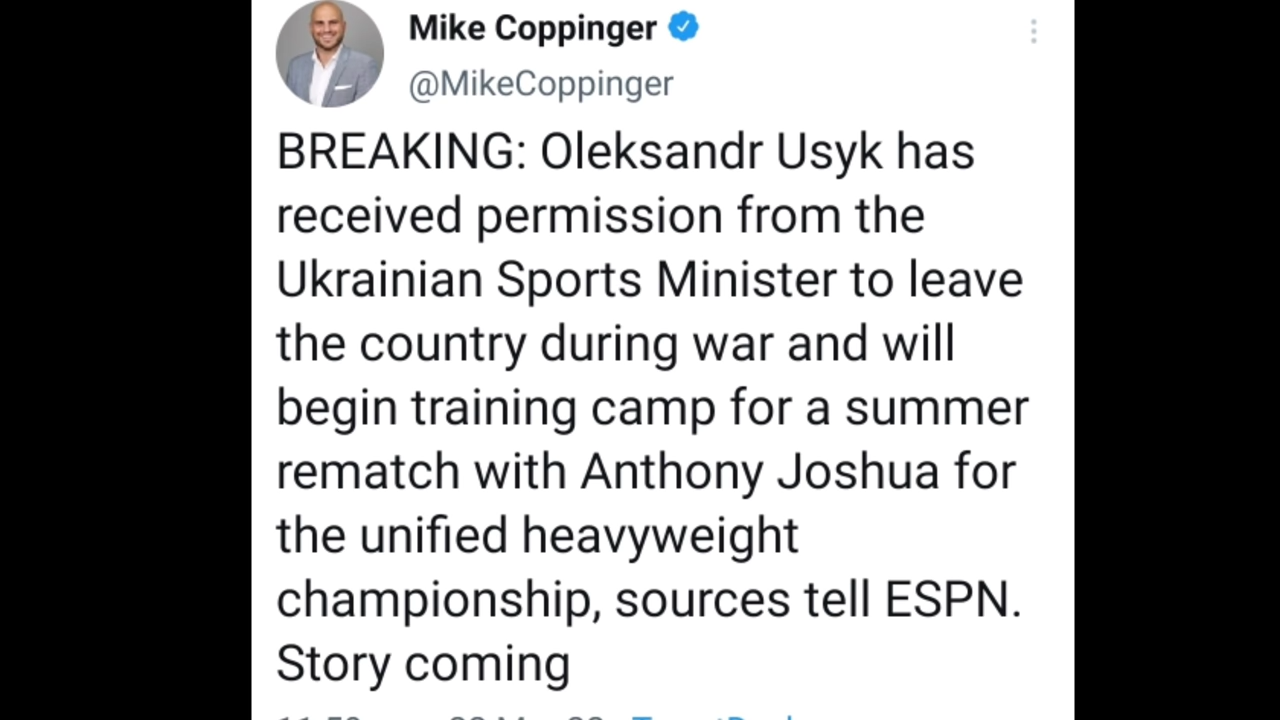 Mike Coppinger
@MikeCoppinger
BREAKING: Oleksandr Usyk has
received permission from the
Ukrainian Sports Minister to leave
the country during war and will
begin training camp for a summer
rematch with Anthony Joshua for
the unified heavyweight
championship, sources tell ESPN.
Story coming